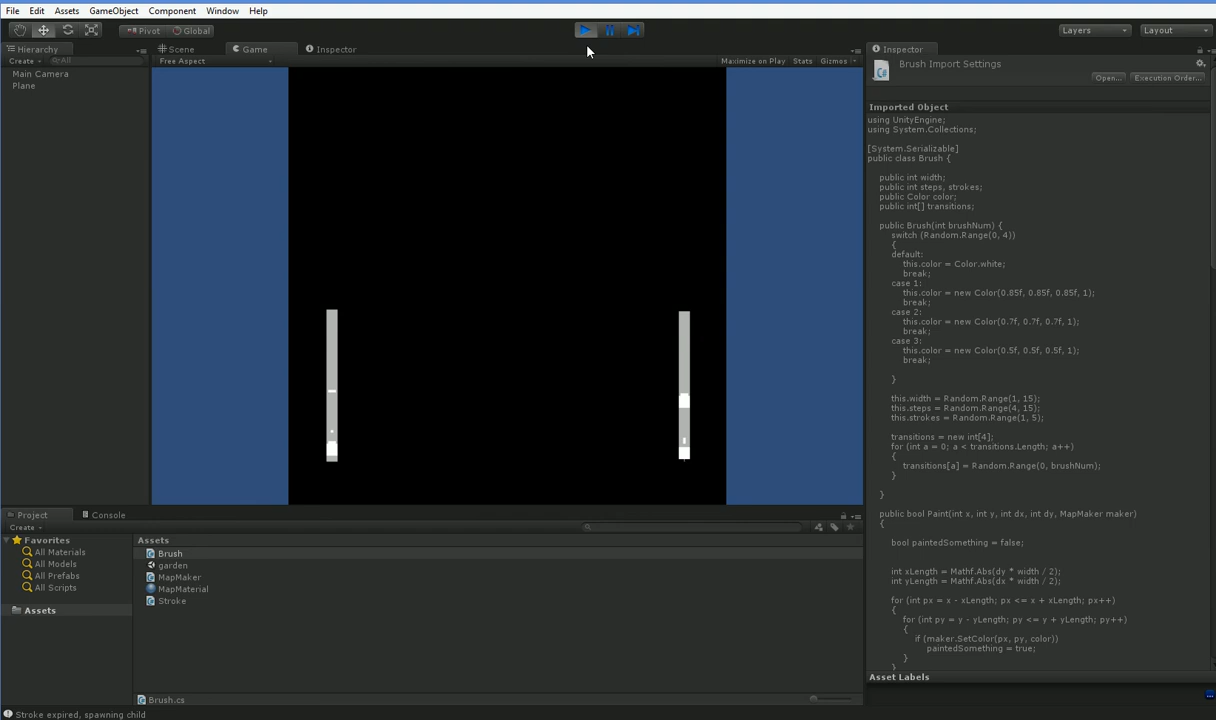 File Edit Assets GameObject Component Window Help
Pivot Global Layers Layout
Hierarchy Scene Game Inspector Inspector
Create All Free Aspect Maximize on Play Stats Gizmos
Brush Import Settings
Open... Execution Order...
Main Camera
Plane
Imported Object
using UnityEngine;
using System.Collections;
[System.Serializable]
public class Brush {
public int width;
public int steps, strokes;
public Color color;
public int[] transitions;
public Brush(int brushNum) {
switch (Random.Range(0, 4))
{
default:
this.color = Color.white;
break;
case 1:
this.color = new Color(0.85f, 0.85f, 0.85f, 1);
break;
case 2:
this.color = new Color(0.7f, 0.7f, 0.7f, 1);
break;
case 3:
this.color = new Color(0.5f, 0.5f, 0.5f, 1);
break;
}
this.width = Random.Range(1, 15);
this.steps = Random.Range(4, 15);
this.strokes = Random.Range(1, 5);
transitions = new int[4];
for (int a = 0; a < transitions.Length; a++)
{
transitions[a] = Random.Range(0, brushNum);
}
}
public bool Paint(int x, int y, int dx, int dy, MapMaker maker)
{
bool paintedSomething = false;
int xLength = Mathf.Abs(dy * width / 2);
int yLength = Mathf.Abs(dx * width / 2);
for (int px = x - xLength; px <= x + xLength; px++)
{
for (int py = y - yLength; py <= y + yLength; py++)
{
if (maker.SetColor(px, py, color))
paintedSomething = true;
}
}
Asset Labels
Project Console
Create
Favorites
All Materials
All Models
All Prefabs
All Scripts
Assets
Assets
Brush
garden
MapMaker
MapMaterial
Stroke
Brush.cs
Stroke expired, spawning child